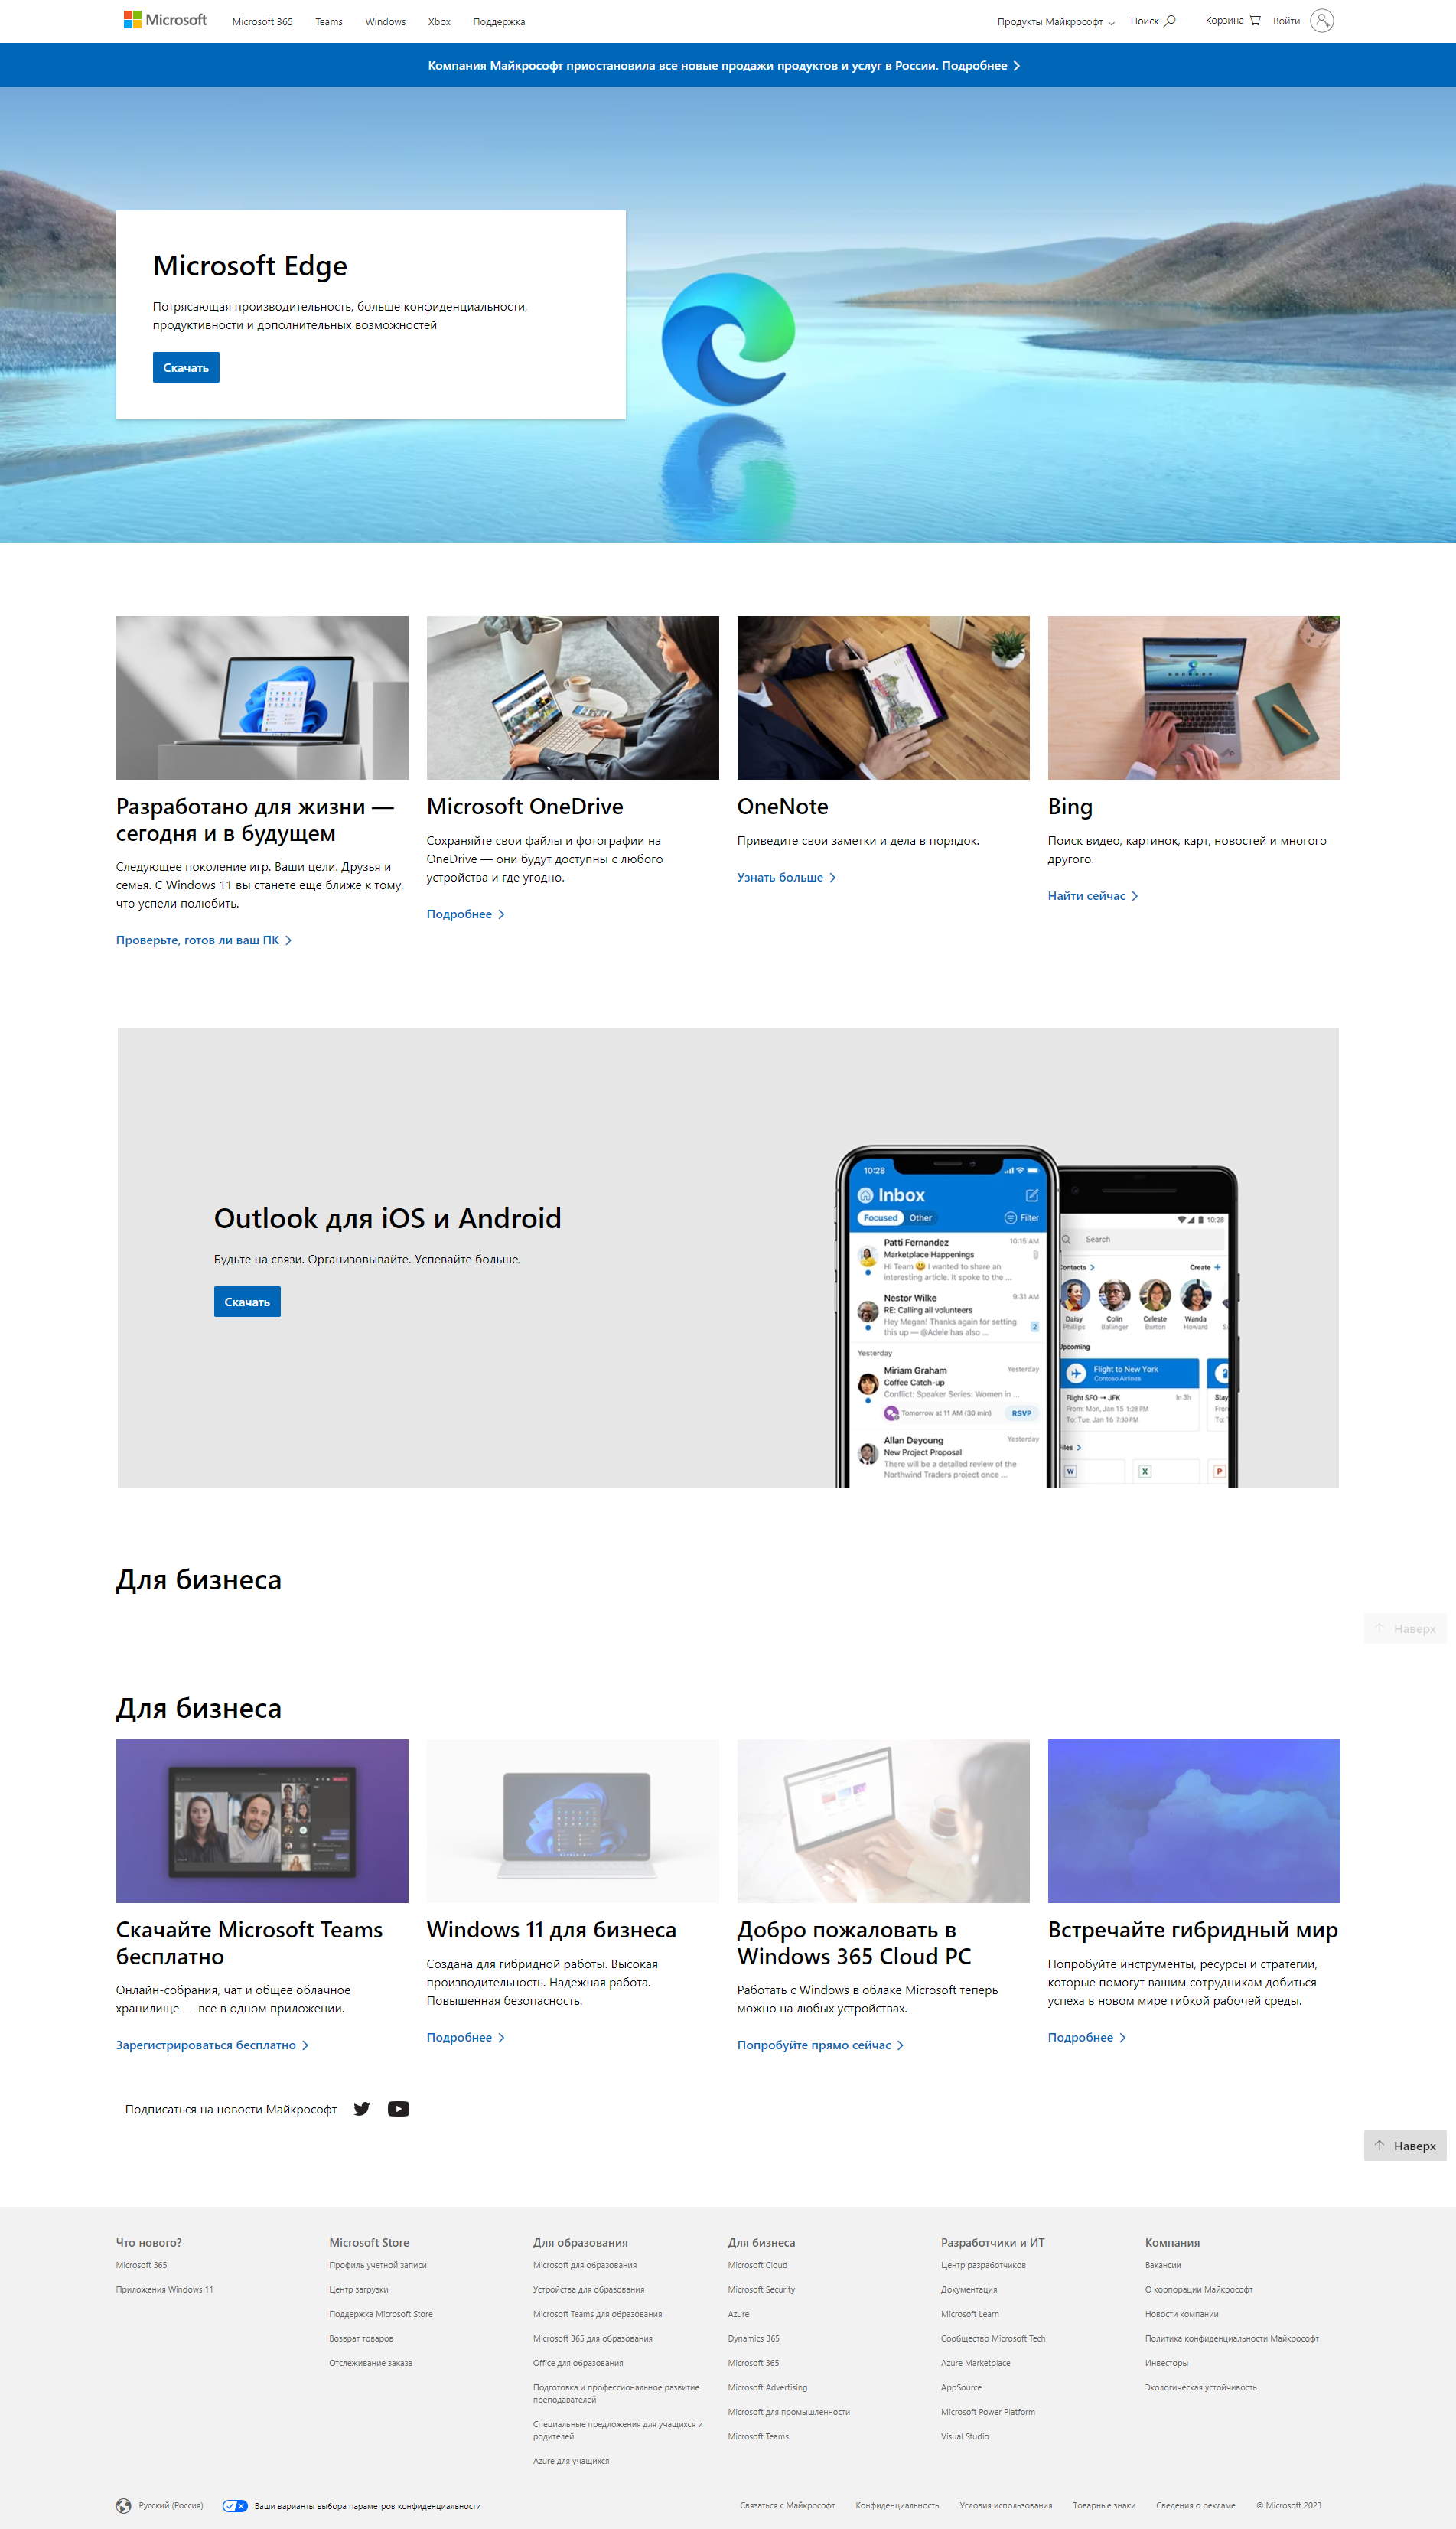 Microsoft
Microsoft 365
Teams
Windows
Xbox
Поддержка
Продукты Майкрософт
Поиск
Корзина
Войти
Компания Майкрософт приостановила все новые продажи продуктов и услуг в России. Подробнее
Microsoft Edge
Потрясающая производительность, больше конфиденциальности,
продуктивности и дополнительных возможностей
Скачать
Разработано для жизни —
сегодня и в будущем
Следующее поколение игр. Ваши цели. Друзья и
семья. С Windows 11 вы станете еще ближе к тому,
что успели полюбить.
Проверьте, готов ли ваш ПК
Microsoft OneDrive
Сохраняйте свои файлы и фотографии на
OneDrive — они будут доступны с любого
устройства и где угодно.
Подробнее
OneNote
Приведите свои заметки и дела в порядок.
Узнать больше
Bing
Поиск видео, картинок, карт, новостей и многого
другого.
Найти сейчас
Outlook для iOS и Android
Будьте на связи. Организовывайте. Успевайте больше.
Скачать
10:28
Inbox
Focused
Other
Filter
Patti Fernandez
10:15 AM
Marketplace Happenings
Hi Team I wanted to share an
interesting article. It spoke to the ...
Nestor Wilke
9:31 AM
RE: Calling all volunteers
Hey Megan! Thanks again for setting
this up — @Adele has also ...
2
Yesterday
Miriam Graham
Yesterday
Coffee Catch-up
Conflict: Speaker Series: Women in ...
Tomorrow at 11 AM (30 min)
RSVP
Allan Deyoung
Yesterday
New Project Proposal
There will be a detailed review of the
Northwind Traders project once ...
10:28
Search
Contacts
Create +
Daisy
Phillips
Colin
Ballinger
Celeste
Burton
Wanda
Howard
Upcoming
Flight to New York
Contoso Airlines
Flight SFO → JFK
In 3h
From: Mon, Jan 15 1:28 PM
To: Tue, Jan 16 7:30 PM
Stay
From
To:
Files
W
X
P
Для бизнеса
Наверх
Для бизнеса
Скачайте Microsoft Teams
бесплатно
Онлайн-собрания, чат и общее облачное
хранилище — все в одном приложении.
Зарегистрироваться бесплатно
Windows 11 для бизнеса
Создана для гибридной работы. Высокая
производительность. Надежная работа.
Повышенная безопасность.
Подробнее
Добро пожаловать в
Windows 365 Cloud PC
Работать с Windows в облаке Microsoft теперь
можно на любых устройствах.
Попробуйте прямо сейчас
Встречайте гибридный мир
Попробуйте инструменты, ресурсы и стратегии,
которые помогут вашим сотрудникам добиться
успеха в новом мире гибкой рабочей среды.
Подробнее
Подписаться на новости Майкрософт
Наверх
Что нового?
Microsoft 365
Приложения Windows 11
Microsoft Store
Профиль учетной записи
Центр загрузки
Поддержка Microsoft Store
Возврат товаров
Отслеживание заказа
Для образования
Microsoft для образования
Устройства для образования
Microsoft Teams для образования
Microsoft 365 для образования
Office для образования
Подготовка и профессиональное развитие
преподавателей
Специальные предложения для учащихся и
родителей
Azure для учащихся
Для бизнеса
Microsoft Cloud
Microsoft Security
Azure
Dynamics 365
Microsoft 365
Microsoft Advertising
Microsoft для промышленности
Microsoft Teams
Разработчики и ИТ
Центр разработчиков
Документация
Microsoft Learn
Сообщество Microsoft Tech
Azure Marketplace
AppSource
Microsoft Power Platform
Visual Studio
Компания
Вакансии
О корпорации Майкрософт
Новости компании
Политика конфиденциальности Майкрософт
Инвесторы
Экологическая устойчивость
Русский (Россия)
Ваши варианты выбора параметров конфиденциальности
Связаться с Майкрософт
Конфиденциальность
Условия использования
Товарные знаки
Сведения о рекламе
© Microsoft 2023